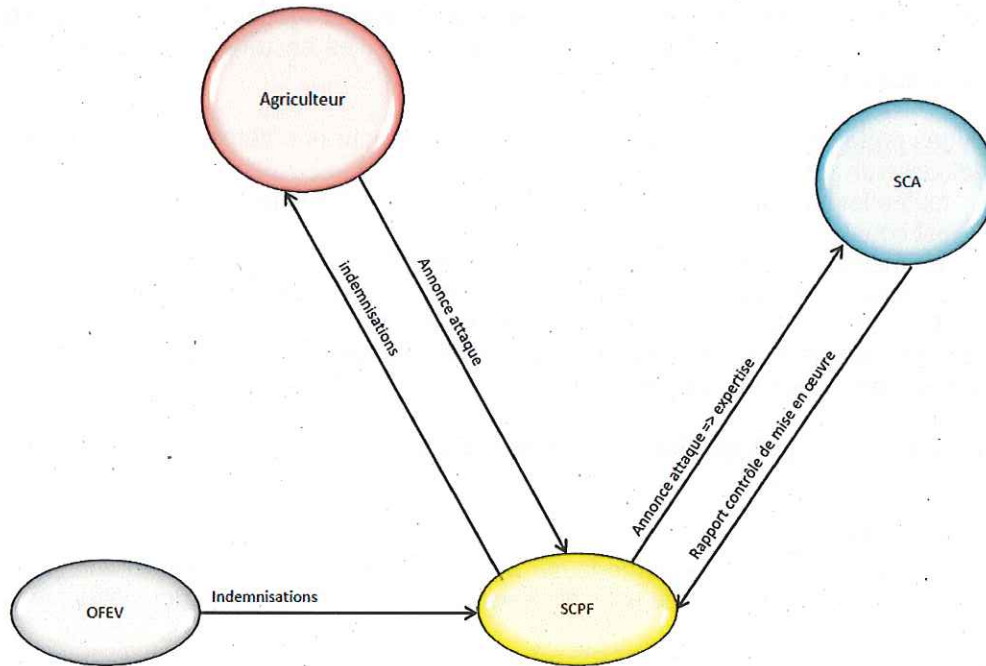 Agriculteur
SCA
indemnisations
Annonce attaque
Annonce attaque => expertise
Rapport contrôle de mise en œuvre
OFEV
Indemnisations
SCPF